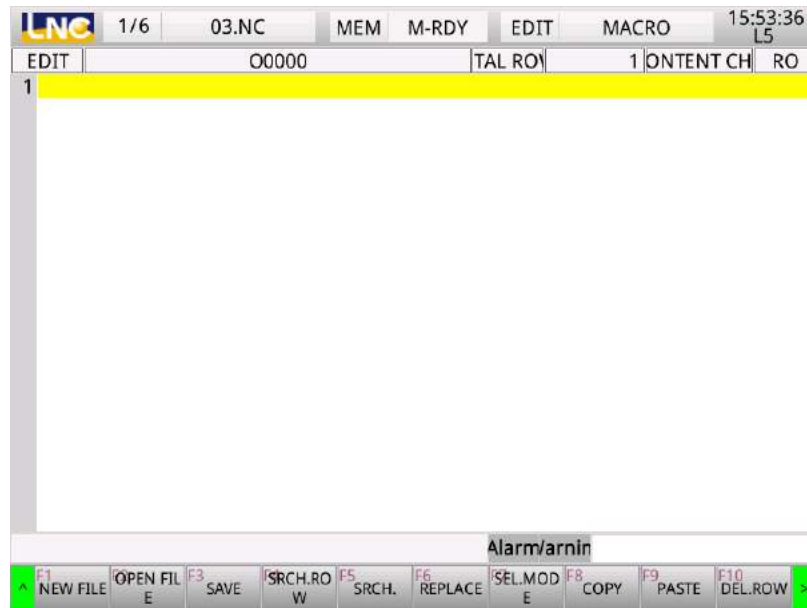 LNC 1/6 03.NC MEM M-RDY EDIT MACRO 15:53:36
L5
EDIT O0000 TAL ROW 1 ONTENT CH RO
1
Alarm/arnin
^ F1 NEW FILE OPEN FIL F3 SAVE SRCH.RO F5 SRCH. F6 REPLACE SEL.MOD F8 COPY F9 PASTE F10 DEL.ROW >
E W E